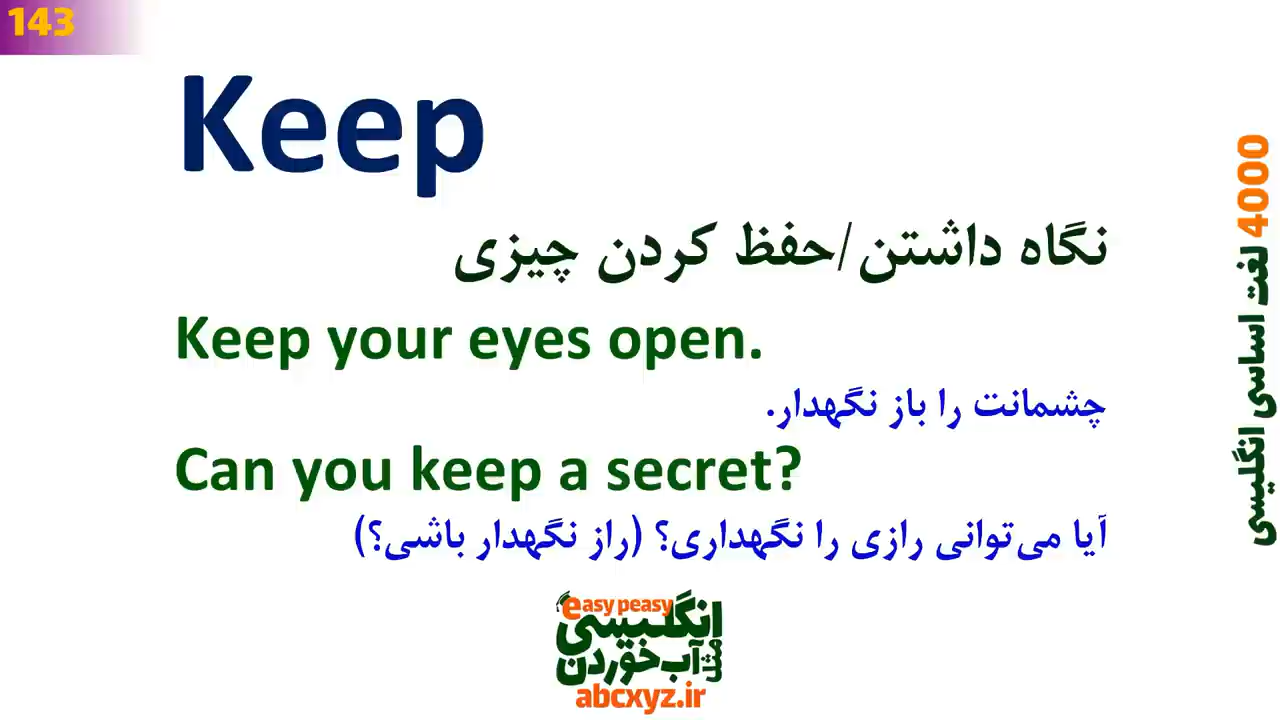 143
Keep
نگاه داشتن/حفظ کردن چیزی
Keep your eyes open.
چشمانت را باز نگهدار.
Can you keep a secret?
آیا می‌توانی رازی را نگهداری؟ (راز نگهدار باشی؟)
4000 لغت اساسی انگلیسی
easy peasy
انگلیسی
مثل آب خوردن
abcxyz.ir